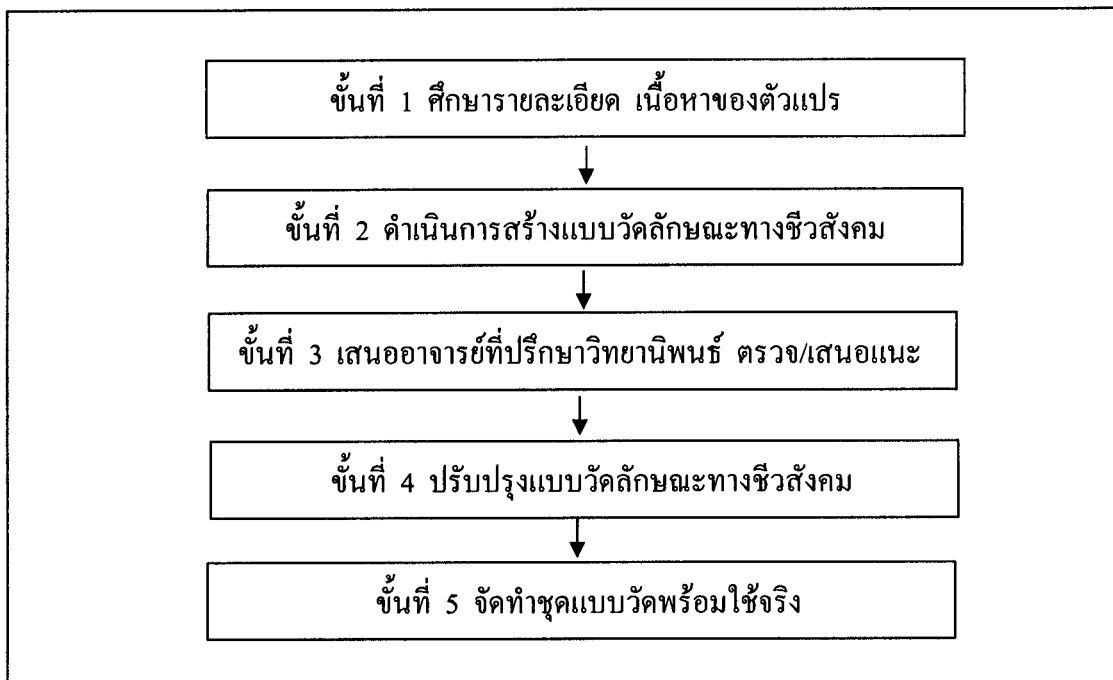 ขั้นที่ 1 ศึกษารายละเอียด เนื้อหาของตัวแปร
ขั้นที่ 2 ดำเนินการสร้างแบบวัดลักษณะทางชีวสังคม
ขั้นที่ 3 เสนออาจารย์ที่ปรึกษาวิทยานิพนธ์ ตรวจ/เสนอแนะ
ขั้นที่ 4 ปรับปรุงแบบวัดลักษณะทางชีวสังคม
ขั้นที่ 5 จัดทำชุดแบบวัดพร้อมใช้จริง